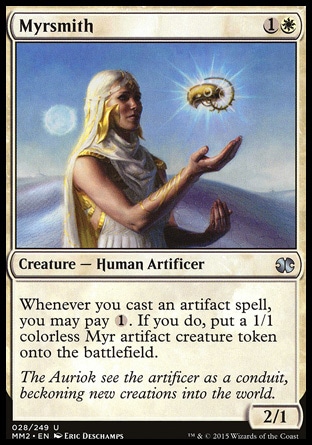 Myrsmith 1
Creature — Human Artificer
Whenever you cast an artifact spell,
you may pay 1. If you do, put a 1/1
colorless Myr artifact creature token
onto the battlefield.
The Auriok see the artificer as a conduit,
beckoning new creations into the world.
2/1
028/249 U
MM2 • EN Eric Deschamps
™ & © 2015 Wizards of the Coast